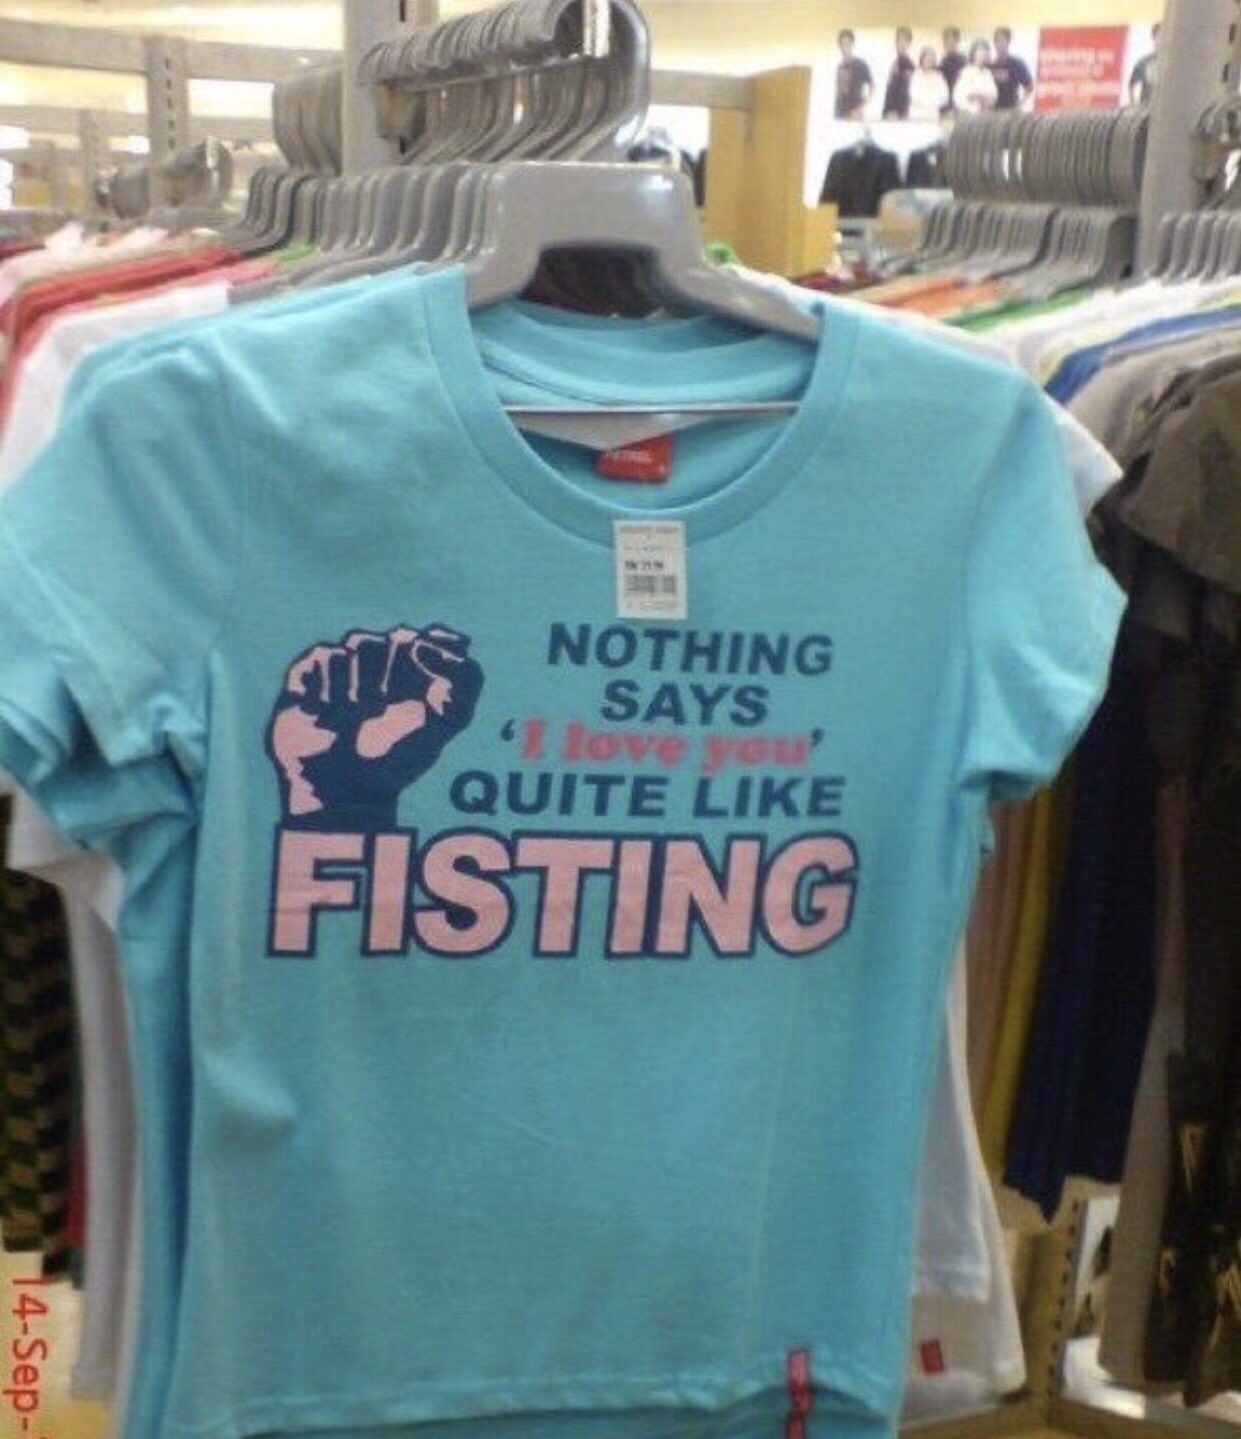 NOTHING
SAYS
‘I love you’
QUITE LIKE
FISTING
14-Sep-